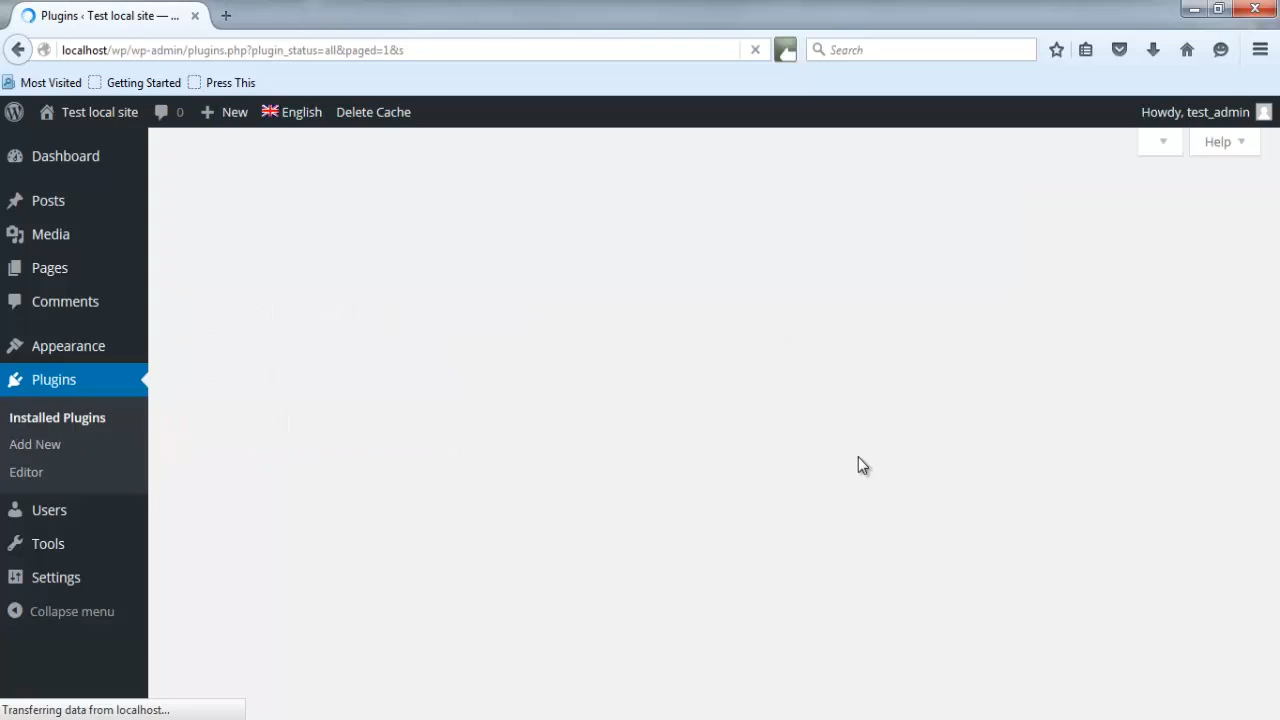 Plugins ‹ Test local site — ...
localhost/wp/wp-admin/plugins.php?plugin_status=all&paged=1&s
Search
Most Visited Getting Started Press This
Test local site 0 New English Delete Cache Howdy, test_admin
Help
Dashboard
Posts
Media
Pages
Comments
Appearance
Plugins
Installed Plugins
Add New
Editor
Users
Tools
Settings
Collapse menu
Transferring data from localhost...